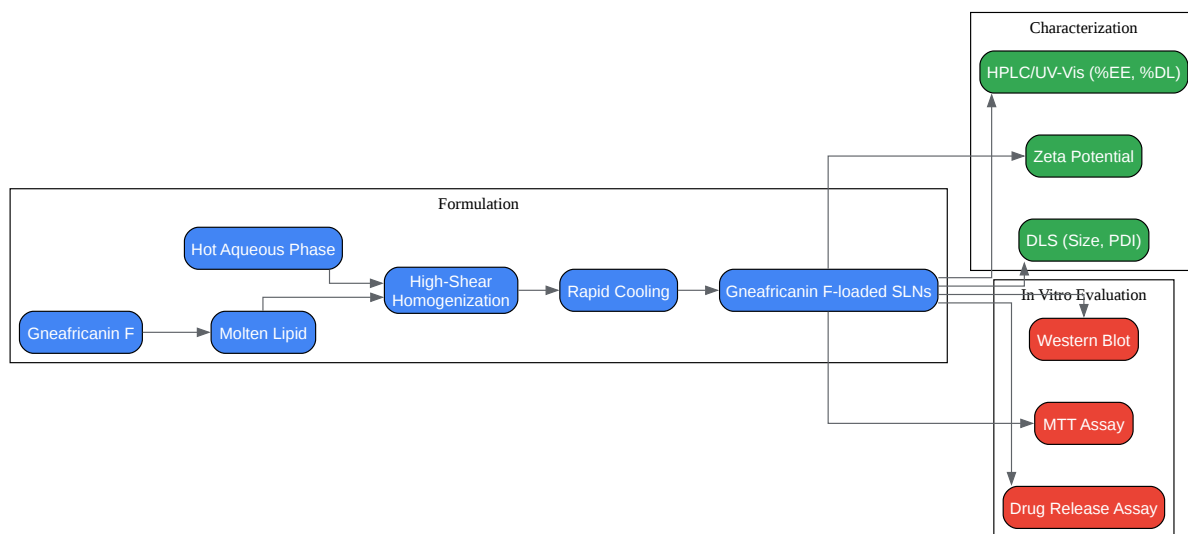 Characterization
HPLC/UV-Vis (%EE, %DL)
Zeta Potential
DLS (Size, PDI)
Formulation
Hot Aqueous Phase
High-Shear
Homogenization
Rapid Cooling
Gneafricanin F-loaded SLNs
Gneafricanin F
Molten Lipid
In Vitro Evaluation
Western Blot
MTT Assay
Drug Release Assay